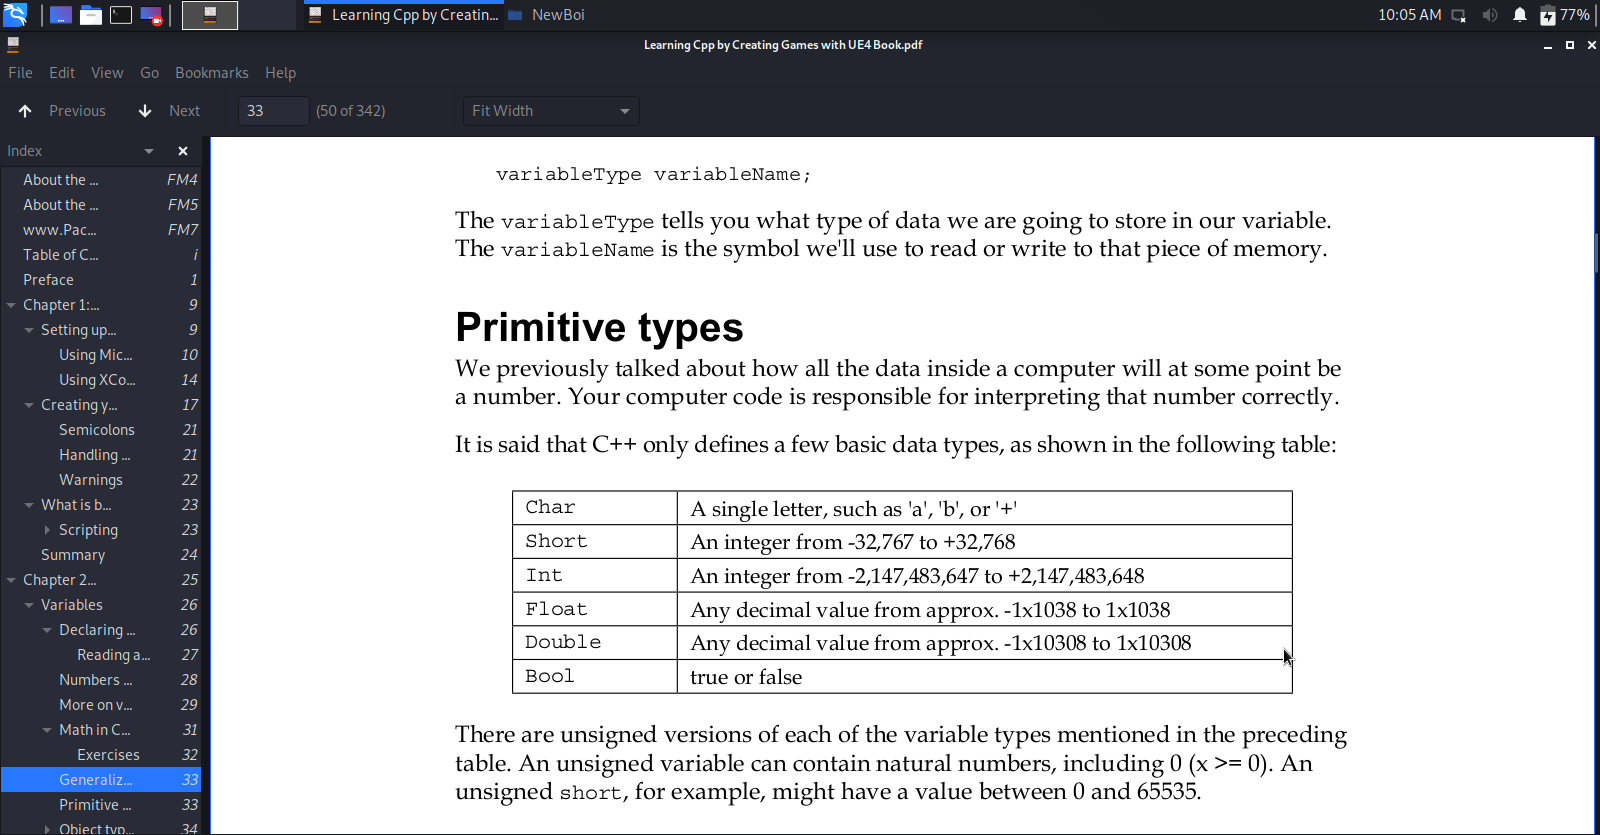 Learning Cpp by Creatin...
NewBoi
10:05 AM
77%
Learning Cpp by Creating Games with UE4 Book.pdf
File Edit View Go Bookmarks Help
Previous Next 33 (50 of 342) Fit Width
Index
About the ... FM4
About the ... FM5
www.Pac... FM7
Table of C... i
Preface 1
Chapter 1:... 9
Setting up... 9
Using Mic... 10
Using XCo... 14
Creating y... 17
Semicolons 21
Handling ... 21
Warnings 22
What is b... 23
Scripting 23
Summary 24
Chapter 2... 25
Variables 26
Declaring ... 26
Reading a... 27
Numbers ... 28
More on v... 29
Math in C... 31
Exercises 32
Generaliz... 33
Primitive ... 33
Object typ... 34
variableType variableName;
The variableType tells you what type of data we are going to store in our variable.
The variableName is the symbol we'll use to read or write to that piece of memory.
Primitive types
We previously talked about how all the data inside a computer will at some point be
a number. Your computer code is responsible for interpreting that number correctly.
It is said that C++ only defines a few basic data types, as shown in the following table:
Char A single letter, such as 'a', 'b', or '+'
Short An integer from -32,767 to +32,768
Int An integer from -2,147,483,647 to +2,147,483,648
Float Any decimal value from approx. -1x1038 to 1x1038
Double Any decimal value from approx. -1x10308 to 1x10308
Bool true or false
There are unsigned versions of each of the variable types mentioned in the preceding
table. An unsigned variable can contain natural numbers, including 0 (x >= 0). An
unsigned short, for example, might have a value between 0 and 65535.